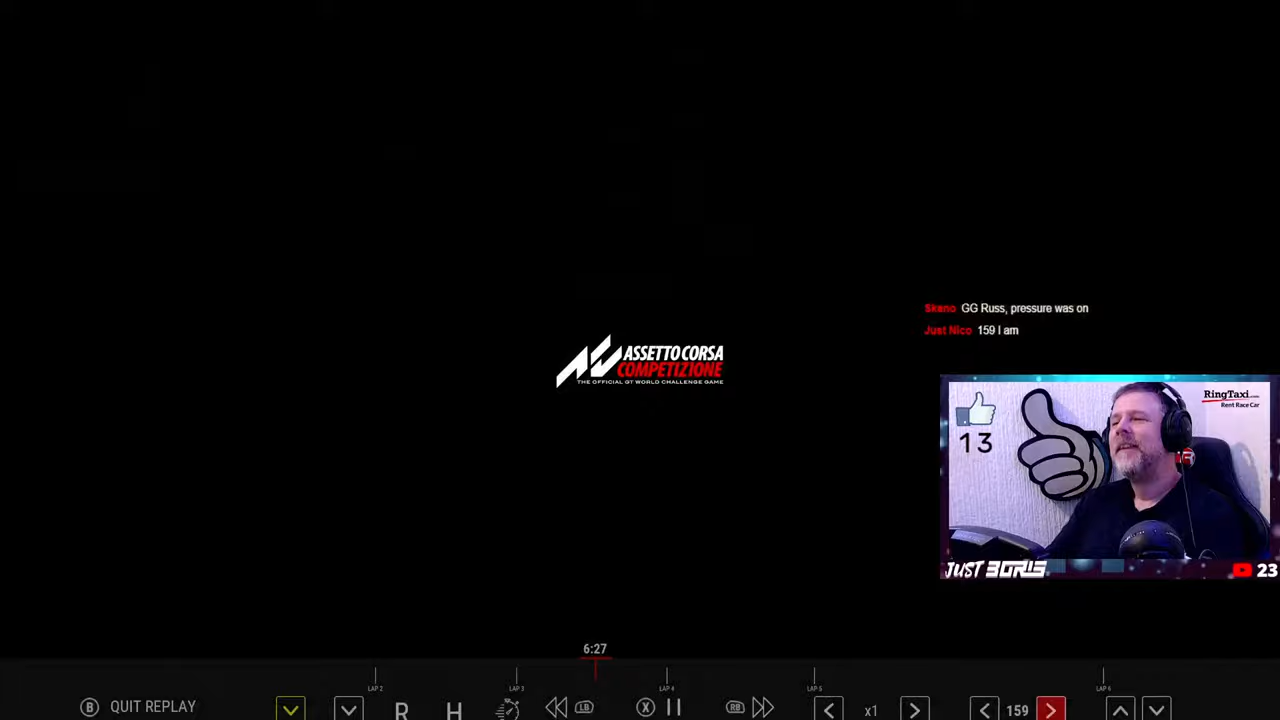 Skeno GG Russ, pressure was on
Just Nico 159 I am
ASSETTO CORSA
COMPETIZIONE
THE OFFICIAL GT WORLD CHALLENGE GAME
RingTaxi.com
Rent Race Car
13
JUST BORIS
23
6:27
LAP 2
LAP 3
LAP 4
LAP 5
LAP 6
B QUIT REPLAY
R
H
LB
X
RB
x1
159